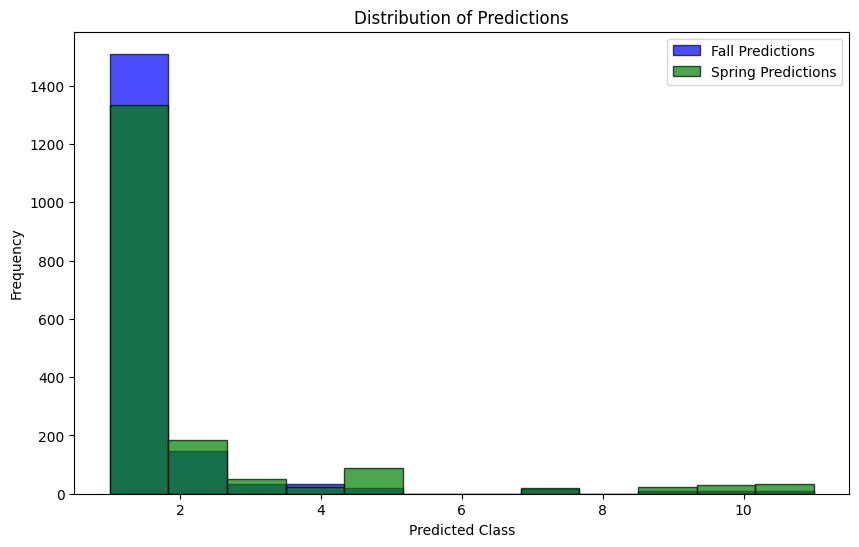 Distribution of Predictions
Fall Predictions
Spring Predictions
Frequency
1400
1200
1000
800
600
400
200
0
2 4 6 8 10
Predicted Class